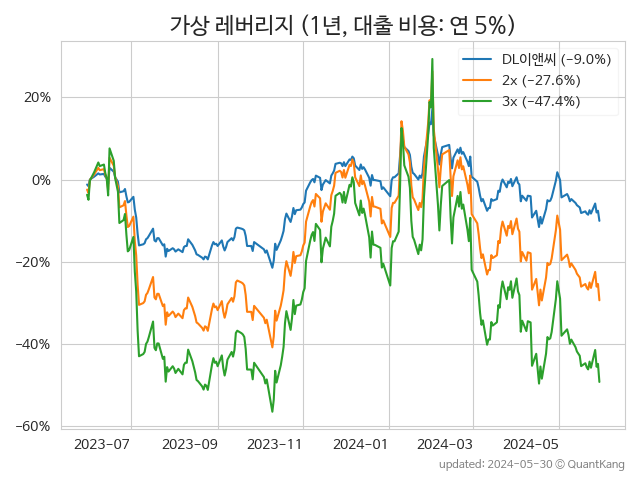 가상 레버리지 (1년, 대출 비용: 연 5%)
DL이앤씨 (−9.0%)
2x (−27.6%)
3x (−47.4%)
20%
0%
−20%
−40%
−60%
2023−07 2023−09 2023−11 2024−01 2024−03 2024−05
updated: 2024−05−30 ⓒ QuantKang